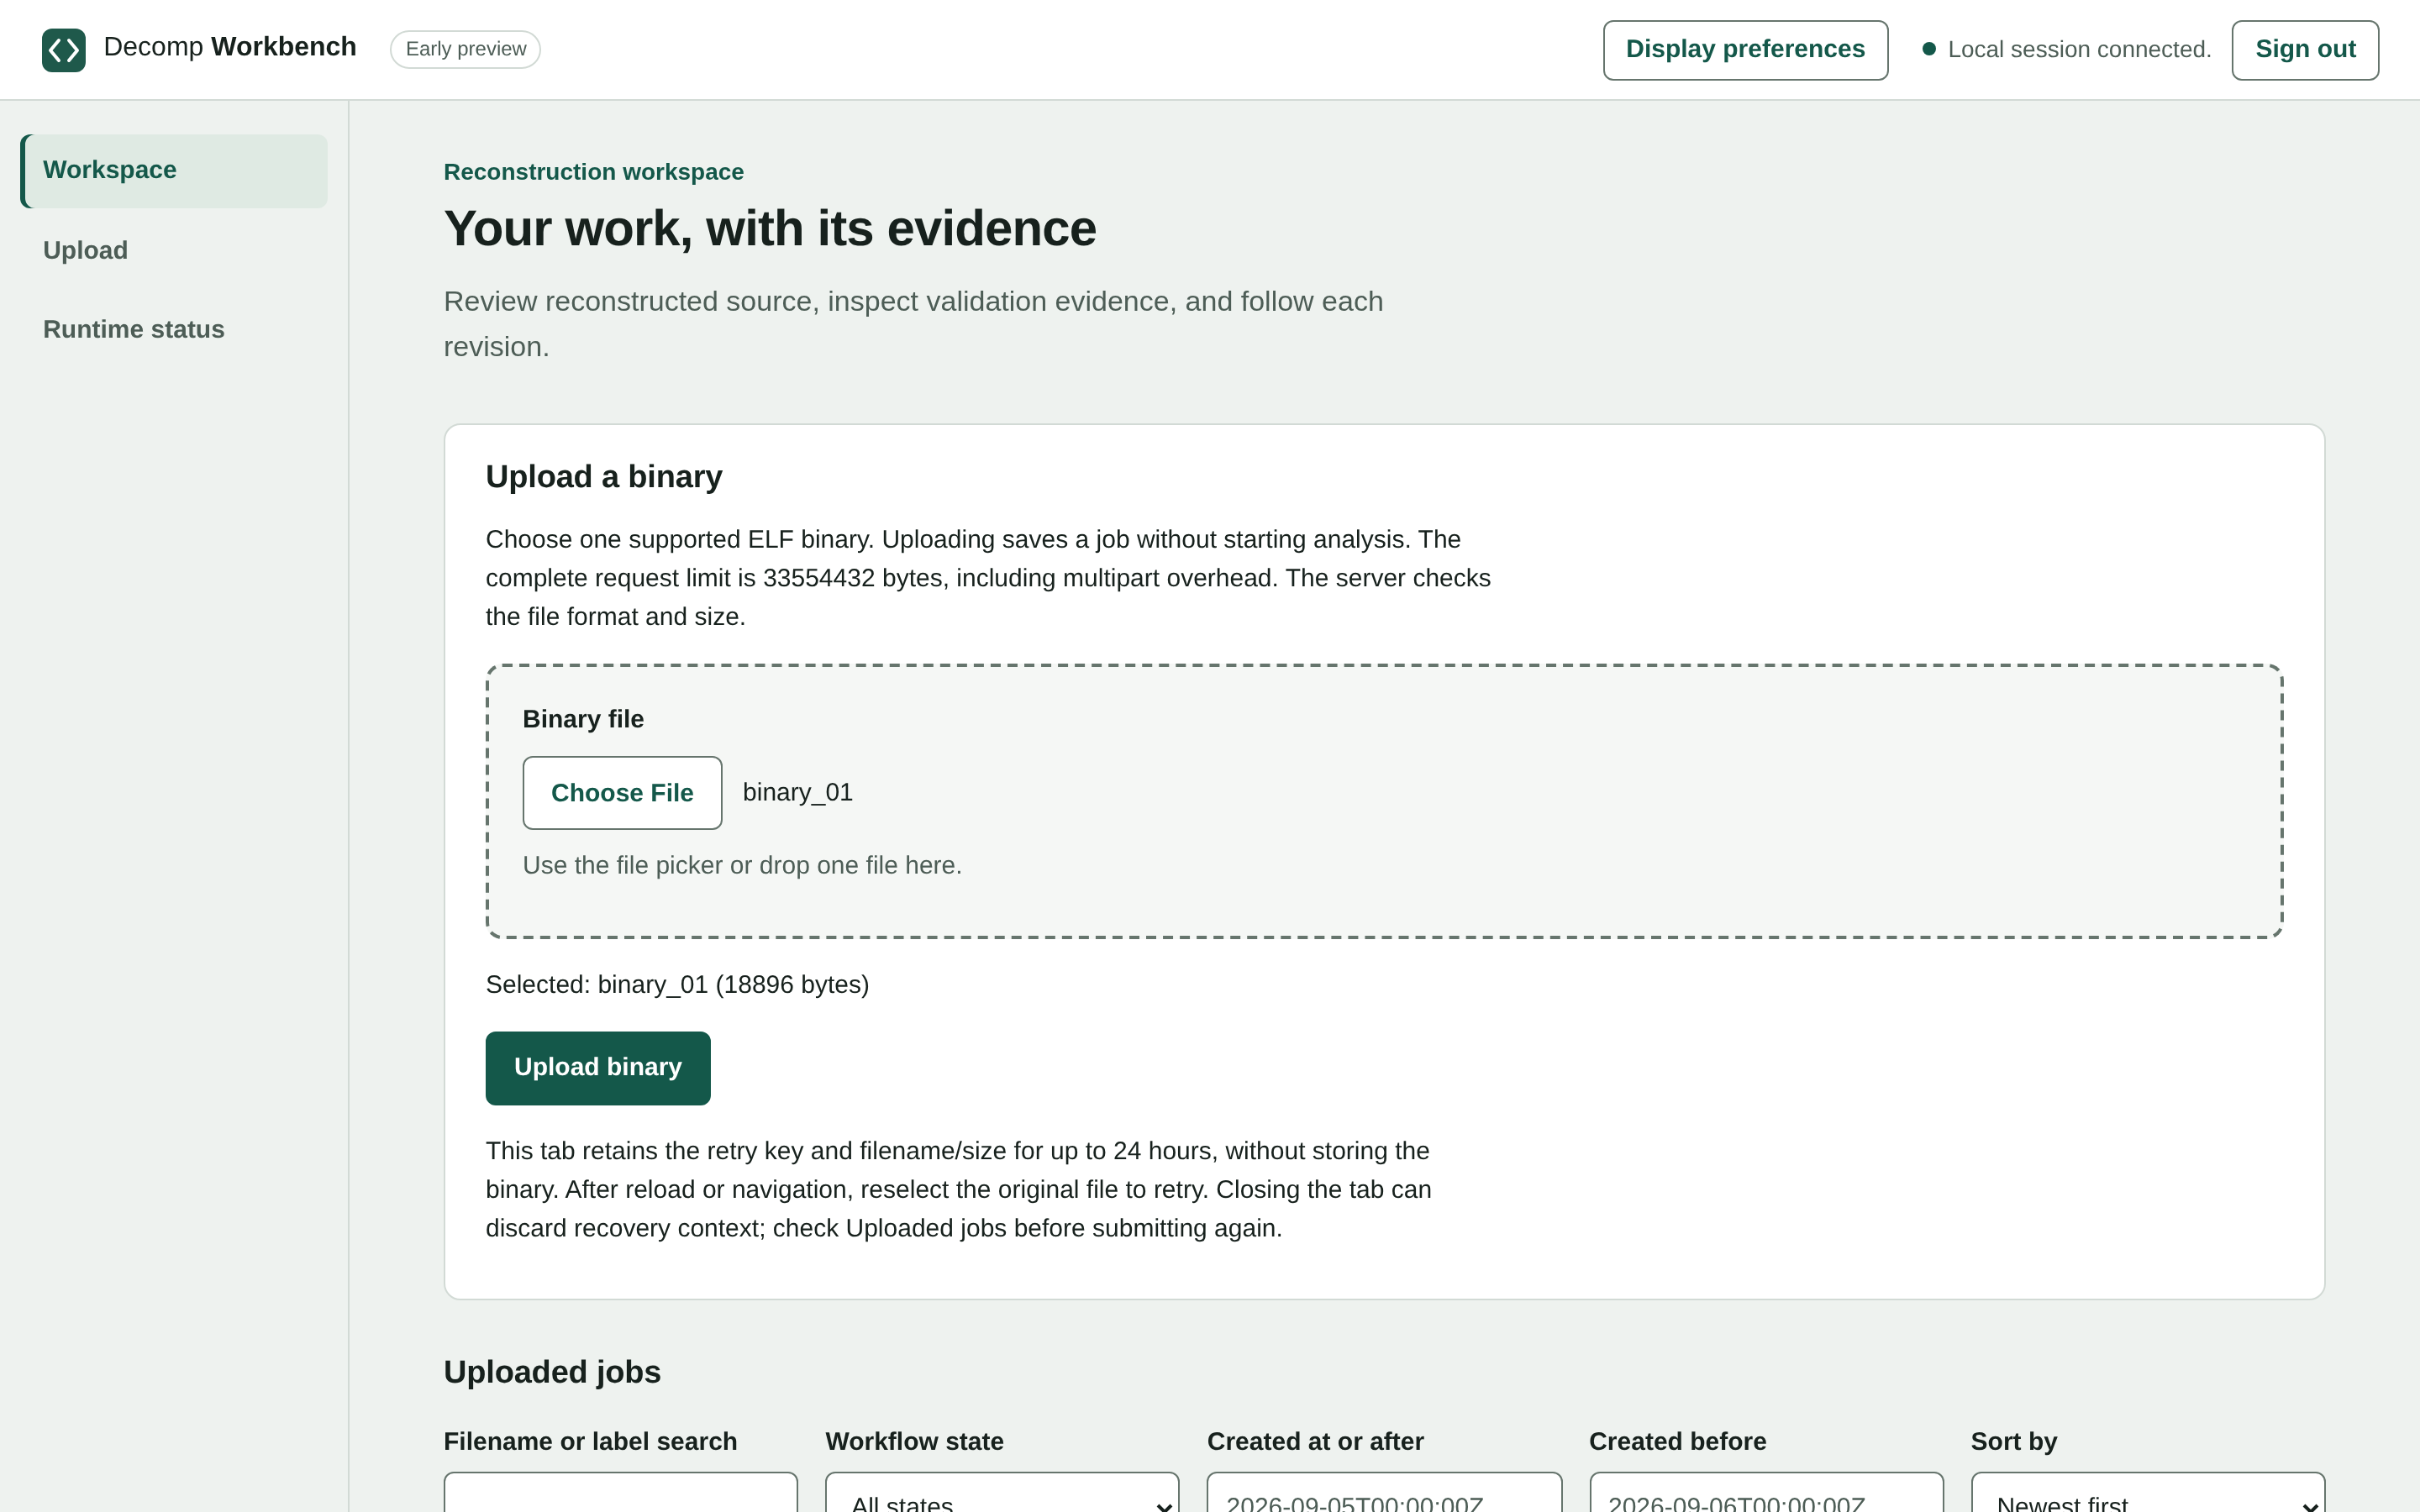 Decomp Workbench
Early preview
Display preferences
Local session connected.
Sign out
Workspace
Upload
Runtime status
Reconstruction workspace
Your work, with its evidence
Review reconstructed source, inspect validation evidence, and follow each
revision.
Upload a binary
Choose one supported ELF binary. Uploading saves a job without starting analysis. The
complete request limit is 33554432 bytes, including multipart overhead. The server checks
the file format and size.
Binary file
Choose File
binary_01
Use the file picker or drop one file here.
Selected: binary_01 (18896 bytes)
Upload binary
This tab retains the retry key and filename/size for up to 24 hours, without storing the
binary. After reload or navigation, reselect the original file to retry. Closing the tab can
discard recovery context; check Uploaded jobs before submitting again.
Uploaded jobs
Filename or label search
Workflow state
Created at or after
Created before
Sort by
All states
2026-09-05T00:00:00Z
2026-09-06T00:00:00Z
Newest first